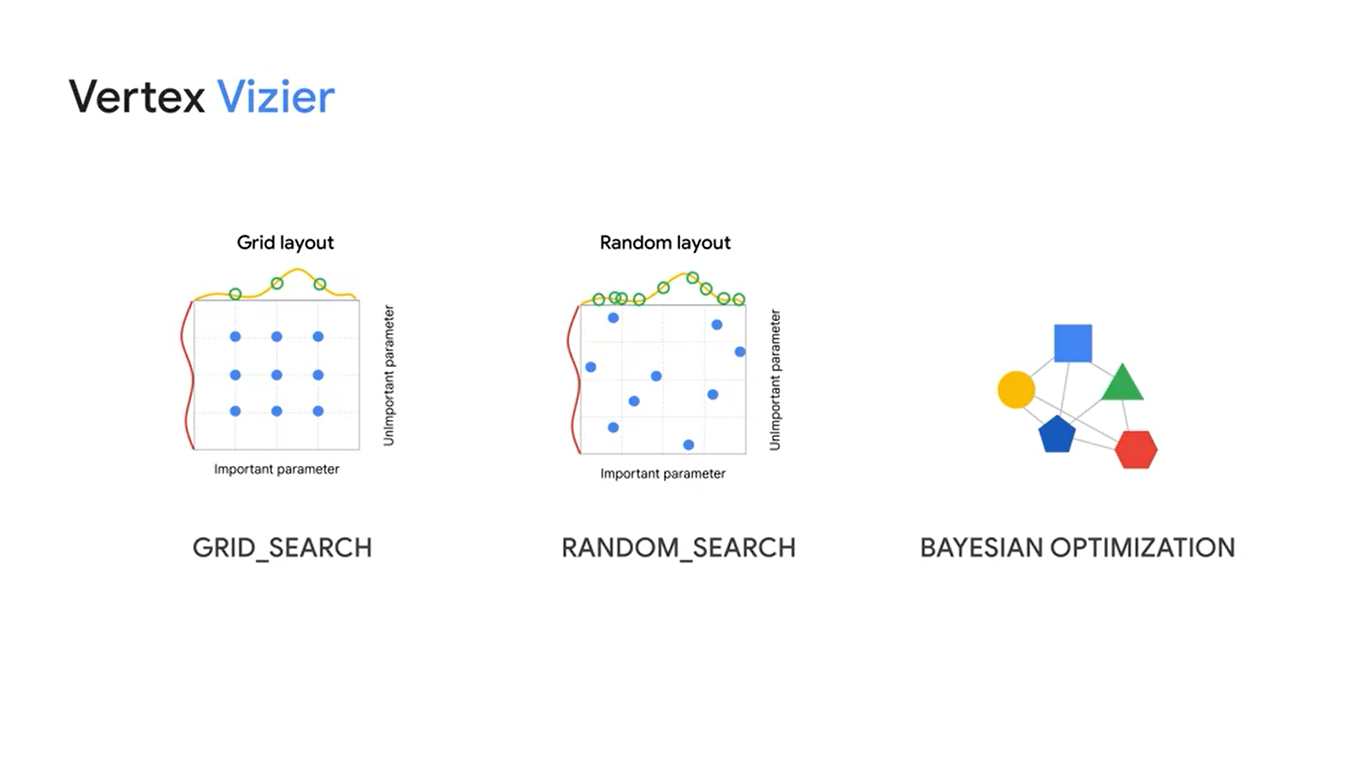 Vertex Vizier
Grid layout
Unimportant parameter
Important parameter
GRID_SEARCH
Random layout
Unimportant parameter
Important parameter
RANDOM_SEARCH
BAYESIAN OPTIMIZATION